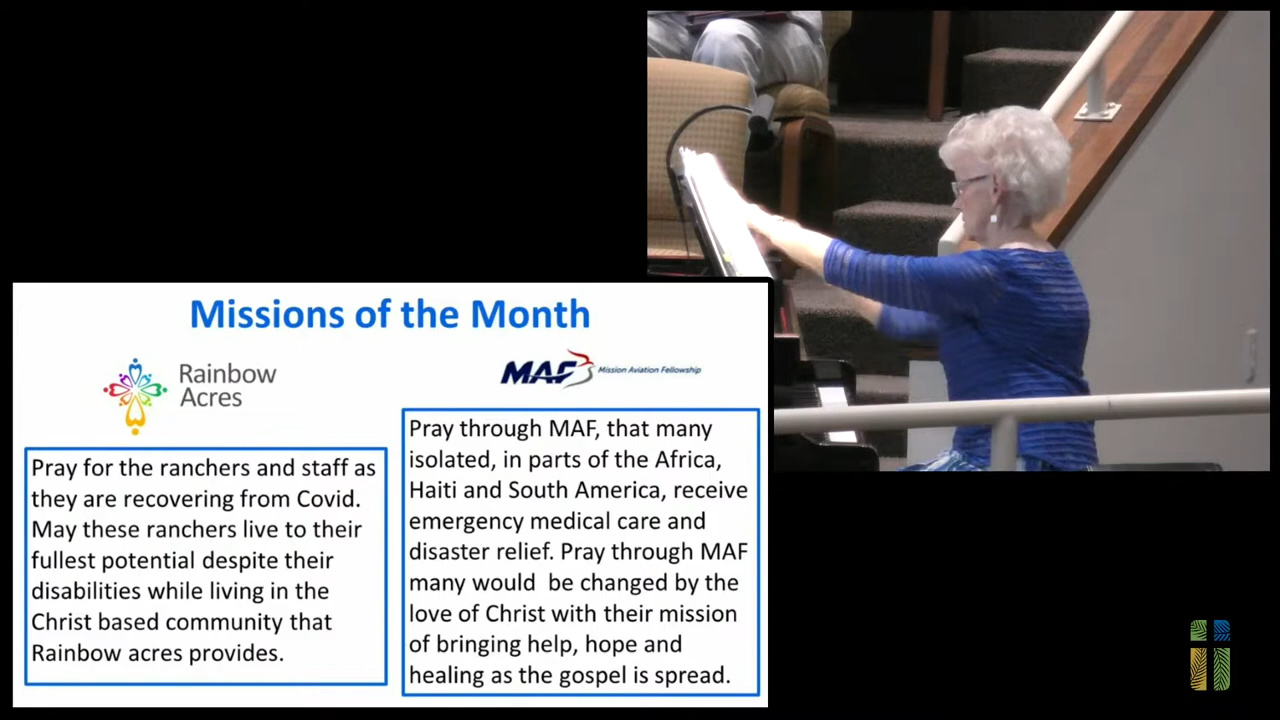 Missions of the Month
Rainbow
Acres
Pray for the ranchers and staff as
they are recovering from Covid.
May these ranchers live to their
fullest potential despite their
disabilities while living in the
Christ based community that
Rainbow acres provides.
MAF Mission Aviation Fellowship
Pray through MAF, that many
isolated, in parts of the Africa,
Haiti and South America, receive
emergency medical care and
disaster relief. Pray through MAF
many would  be changed by the
love of Christ with their mission
of bringing help, hope and
healing as the gospel is spread.